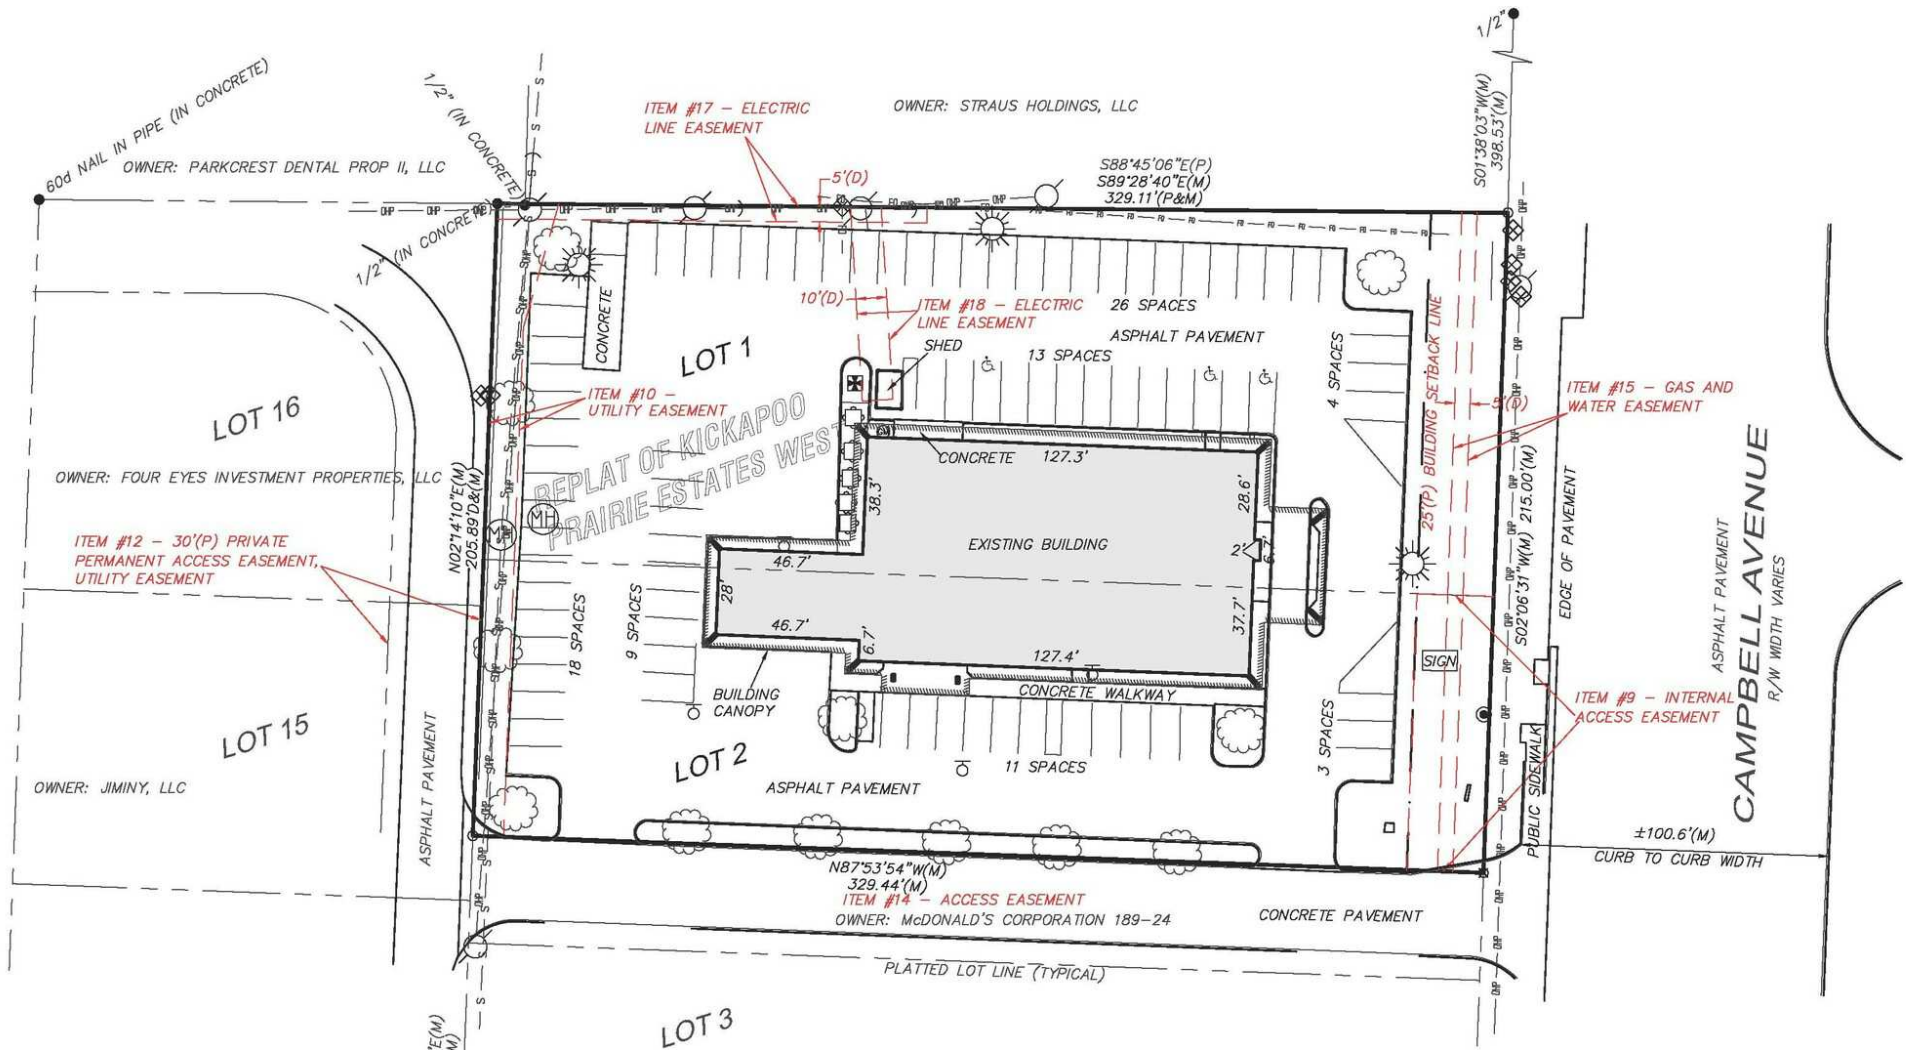 1/2"
S01°38'03"W(M)
398.53'(M)
60d NAIL IN PIPE (IN CONCRETE)
1/2" (IN CONCRETE)
1/2" (IN CONCRETE)
OWNER: PARKCREST DENTAL PROP II, LLC
ITEM #17 – ELECTRIC
LINE EASEMENT
OWNER: STRAUS HOLDINGS, LLC
5'(D)
S88°45'06"E(P)
S89°28'40"E(M)
329.11'(P&M)
CONCRETE
LOT 1
10'(D)
ITEM #18 – ELECTRIC
LINE EASEMENT
26 SPACES
ASPHALT PAVEMENT
SHED
13 SPACES
4 SPACES
25'(P) BUILDING SETBACK LINE
5'(D)
ITEM #15 – GAS AND
WATER EASEMENT
LOT 16
ITEM #10 –
UTILITY EASEMENT
REPLAT OF KICKAPOO
PRAIRIE ESTATES WEST
OWNER: FOUR EYES INVESTMENT PROPERTIES, LLC
N02°14'10"E(M)
205.89'D&(M)
MH
GM
CONCRETE
127.3'
38.3'
28.6'
EXISTING BUILDING
2'
6.7'
46.7'
28'
46.7'
6.7'
37.7'
127.4'
S02°06'31"W(M) 215.00'(M)
EDGE OF PAVEMENT
ASPHALT PAVEMENT
CAMPBELL AVENUE
R/W WIDTH VARIES
ITEM #12 – 30'(P) PRIVATE
PERMANENT ACCESS EASEMENT,
UTILITY EASEMENT
18 SPACES
9 SPACES
BUILDING
CANOPY
CONCRETE WALKWAY
SIGN
ITEM #9 – INTERNAL
ACCESS EASEMENT
LOT 15
LOT 2
11 SPACES
3 SPACES
ASPHALT PAVEMENT
OWNER: JIMINY, LLC
ASPHALT PAVEMENT
PUBLIC SIDEWALK
±100.6'(M)
CURB TO CURB WIDTH
N87°53'54"W(M)
329.44'(M)
ITEM #14 – ACCESS EASEMENT
OWNER: McDONALD'S CORPORATION 189–24
CONCRETE PAVEMENT
PLATTED LOT LINE (TYPICAL)
LOT 3
"E(M)